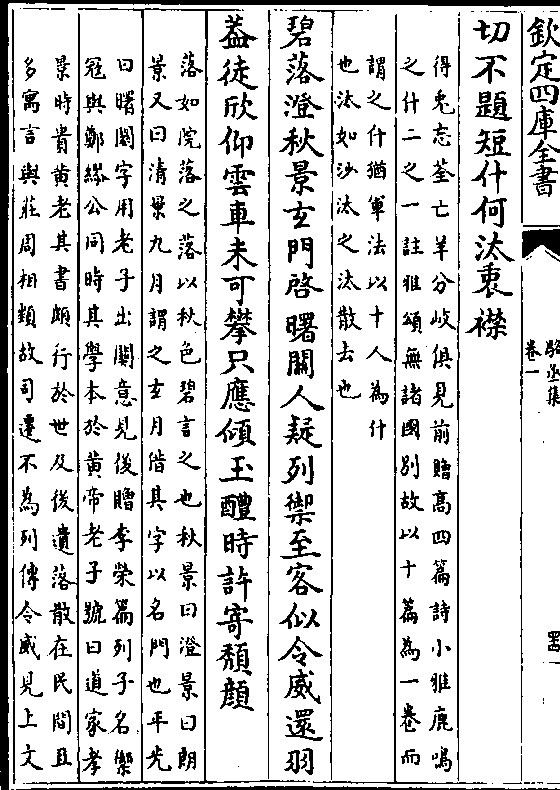 欽定四庫全書
駱丞集
卷一
切不題短什何汰衷襟
得兎忘荃亡羊分岐俱見前贈髙四篇詩小雅鹿鳴
之什二之一註雅頌無諸國别故以十篇為一卷而
謂之什猶軍法以十人為什
也汰如沙汰之汰散去也
碧落澄秋景玄門啓曙關人疑列禦至客似令威還羽
葢徒欣仰雲車未可攀只應傾玉醴時許寄頽顔
落如院落之落以秋色碧言之也秋景曰澄景曰朗
景又曰清景九月謂之玄月借其字以名門也平光
曰曙關字用老子出關意見後贈李榮篇列子名禦
冦與鄭繆公同時其學本於黄帝老子號曰道家孝
景時貴黄老其書頗行於世及後遺落散在民間且
多寓言與莊周相類故司遷不為列傳令威見上文